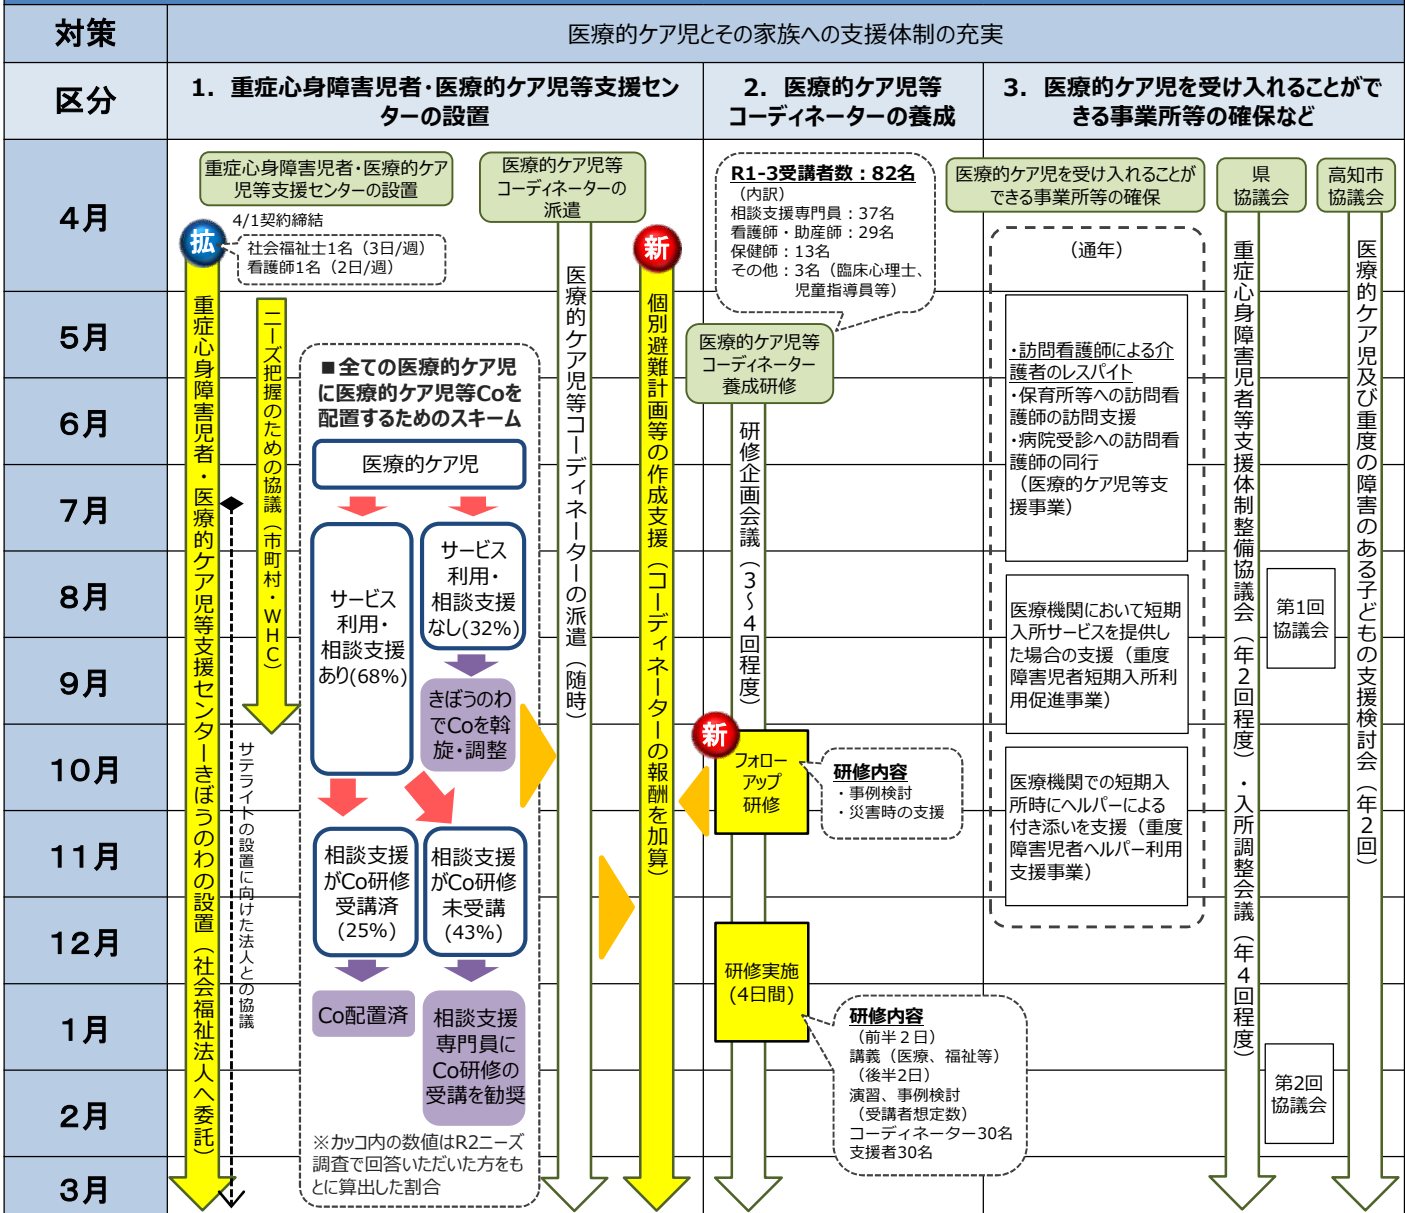 対策
医療的ケア児とその家族への支援体制の充実
区分
1．重症心身障害児者・医療的ケア児等支援セン
ターの設置
2．医療的ケア児等
コーディネーターの養成
3．医療的ケア児を受け入れることがで
きる事業所等の確保など
4月
5月
6月
7月
8月
9月
10月
11月
12月
1月
2月
3月
重症心身障害児者・医療的ケア
児等支援センターの設置
4/1契約締結
拡
社会福祉士1名（3日/週）
看護師1名（2日/週）
重症心身障害児者・医療的ケア児等支援センターきぼうのわの設置（社会福祉法人へ委託）
ニーズ把握のための協議（市町村・WHC）
サテライトの設置に向けた法人との協議
■全ての医療的ケア児
に医療的ケア児等Coを
配置するためのスキーム
医療的ケア児
サービス
利用・
相談支援
あり(68%)
サービス
利用・
相談支援
なし(32%)
きぼうのわ
でCoを斡
旋・調整
相談支援
がCo研修
受講済
(25%)
相談支援
がCo研修
未受講
(43%)
Co配置済
相談支援
専門員に
Co研修の
受講を勧奨
※カッコ内の数値はR2ニーズ
調査で回答いただいた方をも
とに算出した割合
医療的ケア児等
コーディネーターの
派遣
医療的ケア児等コーディネーターの派遣（随時）
新
個別避難計画等の作成支援（コーディネーターの報酬を加算）
R1-3受講者数：82名
（内訳）
相談支援専門員：37名
看護師・助産師：29名
保健師：13名
その他：3名（臨床心理士、
児童指導員等）
医療的ケア児等
コーディネーター
養成研修
研修企画会議（3～4回程度）
新
フォロー
アップ
研修
研修内容
・事例検討
・災害時の支援
研修実施
(4日間)
研修内容
（前半２日）
講義（医療、福祉等）
（後半2日）
演習、事例検討
（受講者想定数）
コーディネーター30名
支援者30名
医療的ケア児を受け入れることが
できる事業所等の確保
（通年）
・訪問看護師による介
護者のレスパイト
・保育所等への訪問看
護師の訪問支援
・病院受診への訪問看
護師の同行
（医療的ケア児等支
援事業）
医療機関において短期
入所サービスを提供し
た場合の支援（重度
障害児者短期入所利
用促進事業）
医療機関での短期入
所時にヘルパーによる
付き添いを支援（重度
障害児者ヘルパー利用
支援事業）
県
協議会
重症心身障害児者等支援体制整備協議会（年2回程度）・入所調整会議（年4回程度）
第1回
協議会
第2回
協議会
高知市
協議会
医療的ケア児及び重度の障害のある子どもの支援検討会（年2回）